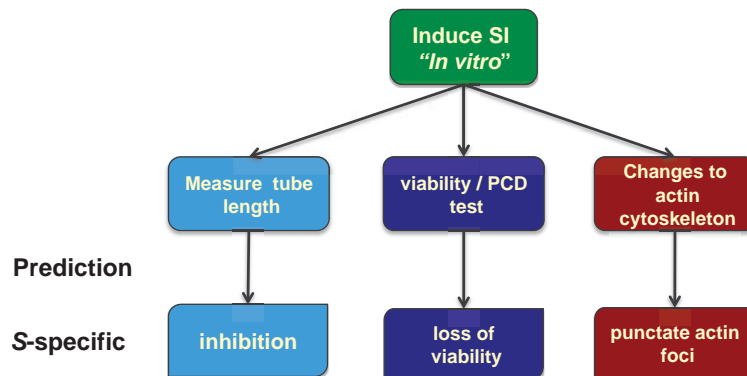 Induce SI
“In vitro”
Measure tube
length
viability / PCD
test
Changes to
actin
cytoskeleton
Prediction
S-specific
inhibition
loss of
viability
punctate actin
foci